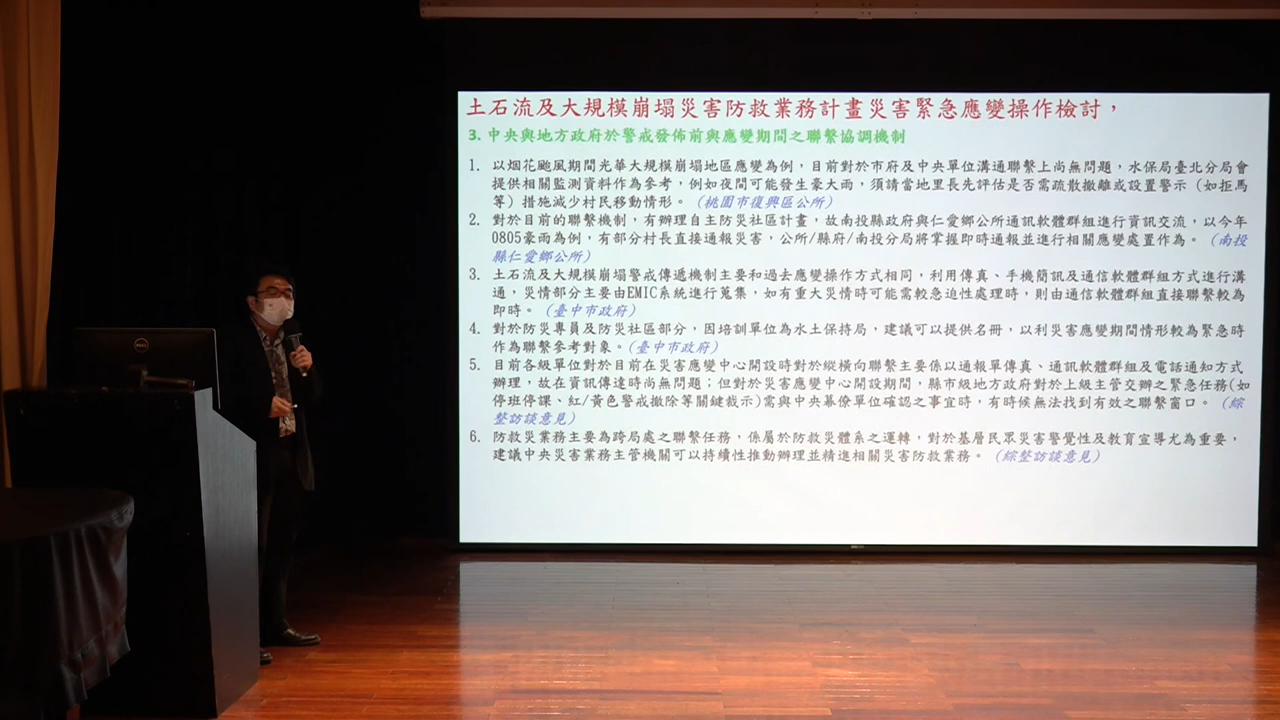 土石流及大規模崩塌災害防救業務計畫災害緊急應變操作檢討，
3. 中央與地方政府於警戒發佈前與應變期間之聯繫協調機制
1. 以烟花颱風期間光華大規模崩塌地區應變為例，目前對於市府及中央單位溝通聯繫上尚無問題，水保局臺北分局會
提供相關監測資料作為參考，例如夜間可能發生豪大雨，須請當地里長先評估是否需疏散撤離或設置警示（如拒馬
等）措施減少村民移動情形。（桃園市復興區公所）
2. 對於目前的聯繫機制，有辦理自主防災社區計畫，故南投縣政府與仁愛鄉公所通訊軟體群組進行資訊交流，以今年
0805豪雨為例，有部分村長直接通報災害，公所/縣府/南投分局將掌握即時通報並進行相關應變處置作為。（南投
縣仁愛鄉公所）
3. 土石流及大規模崩塌警戒傳遞機制主要和過去應變操作方式相同，利用傳真、手機簡訊及通信軟體群組方式進行溝
通，災情部分主要由EMIC系統進行蒐集，如有重大災情時可能需較急迫性處理時，則由通信軟體群組直接聯繫較為
即時。（臺中市政府）
4. 對於防災專員及防災社區部分，因培訓單位為水土保持局，建議可以提供名冊，以利災害應變期間情形較為緊急時
作為聯繫參考對象。（臺中市政府）
5. 目前各級單位對於目前在災害應變中心開設時對於縱橫向聯繫主要係以通報單傳真、通訊軟體群組及電話通知方式
辦理，故在資訊傳達時尚無問題；但對於災害應變中心開設期間，縣市級地方政府對於上級主管交辦之緊急任務(如
停班停課、紅/黃色警戒撤除等關鍵裁示)需與中央幕僚單位確認之事宜時，有時候無法找到有效之聯繫窗口。（綜
整訪談意見）
6. 防救災業務主要為跨局處之聯繫任務，係屬於防救災體系之運轉，對於基層民眾災害警覺性及教育宣導尤為重要，
建議中央災害業務主管機關可以持續性推動辦理並精進相關災害防救業務。（綜整訪談意見）
DELL